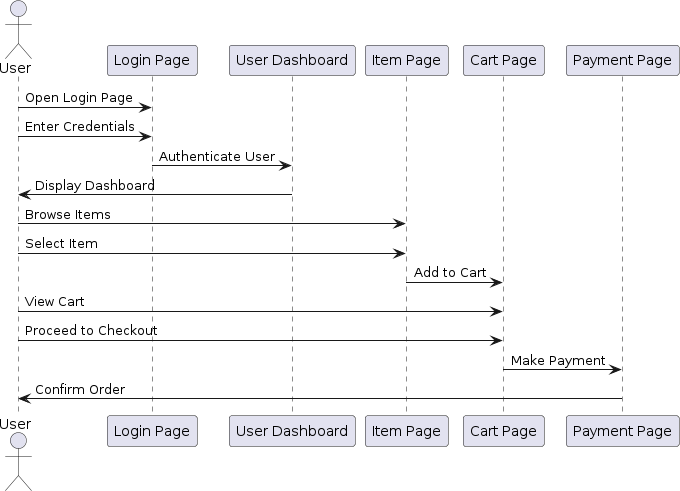 User
Login Page
User Dashboard
Item Page
Cart Page
Payment Page
Open Login Page
Enter Credentials
Authenticate User
Display Dashboard
Browse Items
Select Item
Add to Cart
View Cart
Proceed to Checkout
Make Payment
Confirm Order
User
Login Page
User Dashboard
Item Page
Cart Page
Payment Page